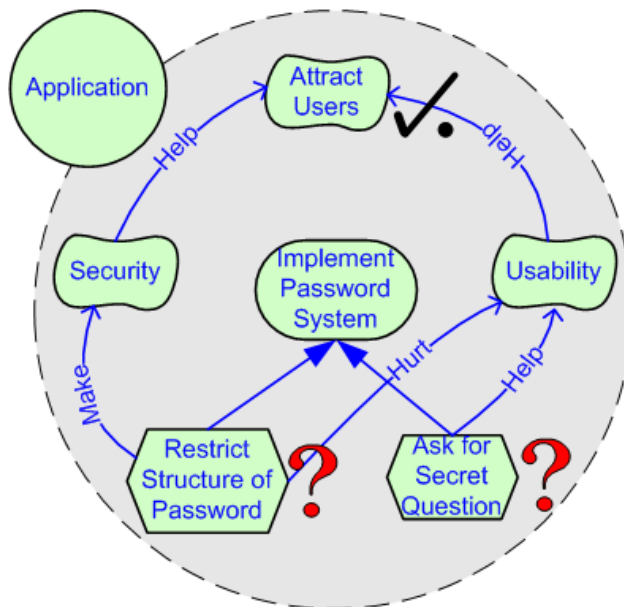 Application
Attract
Users
Help
Help
Security
Implement
Password
System
Usability
Make
Hurt
Help
Restrict
Structure of
Password
?
Ask for
Secret
Question
?